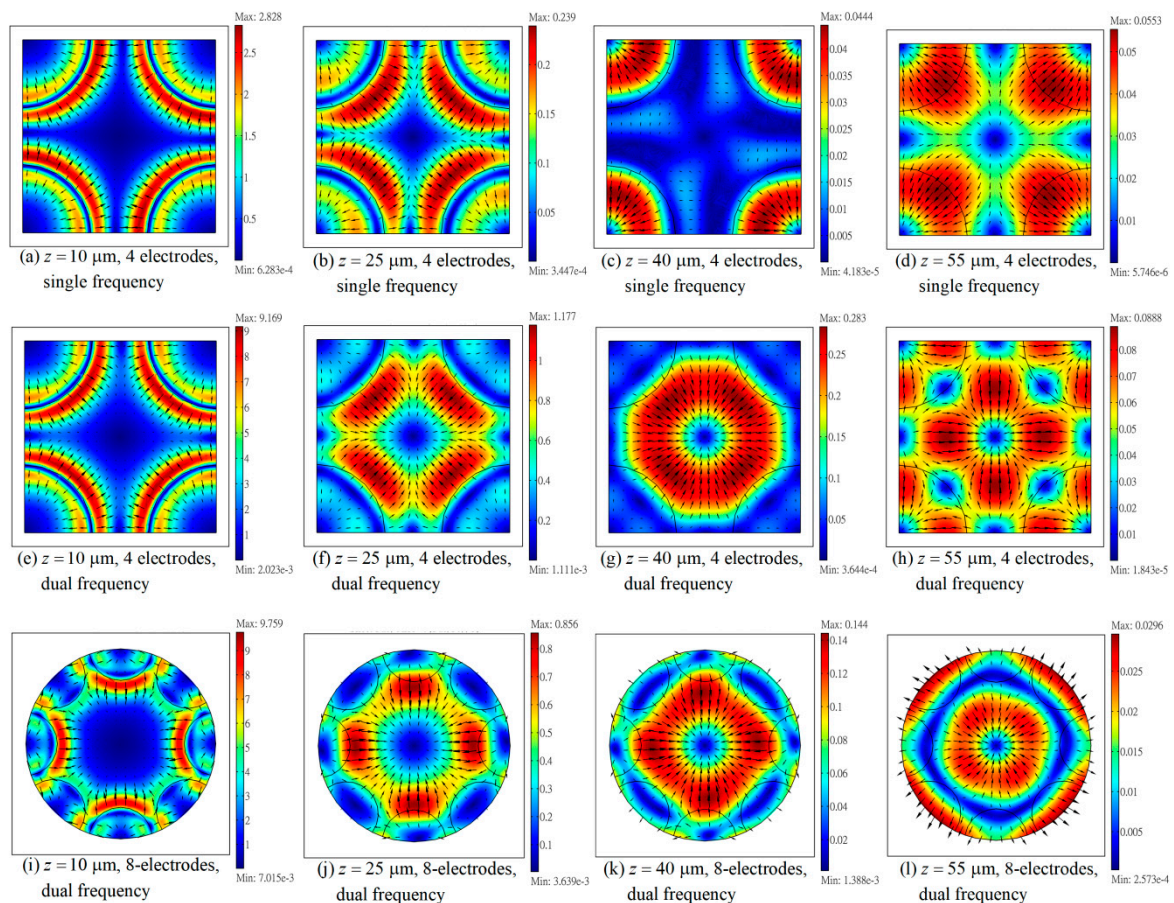 Max: 2.828
2.5
2
1.5
1
0.5
Min: 6.283e-4
(a) z = 10 μm, 4 electrodes,
single frequency
Max: 0.239
0.2
0.15
0.1
0.05
Min: 3.447e-4
(b) z = 25 μm, 4 electrodes,
single frequency
Max: 0.0444
0.04
0.035
0.03
0.025
0.020
0.015
0.01
0.005
Min: 4.183e-5
(c) z = 40 μm, 4 electrodes,
single frequency
Max: 0.0553
0.05
0.04
0.03
0.02
0.01
Min: 5.746e-6
(d) z = 55 μm, 4 electrodes,
single frequency
Max: 9.169
9
8
7
6
5
4
3
2
1
Min: 2.023e-3
(e) z = 10 μm, 4 electrodes,
dual frequency
Max: 1.177
1
0.8
0.6
0.4
0.2
Min: 1.111e-3
(f) z = 25 μm, 4 electrodes,
dual frequency
Max: 0.283
0.25
0.20
0.15
0.1
0.05
Min: 3.644e-4
(g) z = 40 μm, 4 electrodes,
dual frequency
Max: 0.0888
0.08
0.07
0.06
0.05
0.04
0.03
0.02
0.01
Min: 1.843e-5
(h) z = 55 μm, 4 electrodes,
dual frequency
Max: 9.759
9
8
7
6
5
4
3
2
1
Min: 7.015e-3
(i) z = 10 μm, 8-electrodes,
dual frequency
Max: 0.856
0.8
0.7
0.6
0.5
0.4
0.3
0.2
0.1
Min: 3.639e-3
(j) z = 25 μm, 8-electrodes,
dual frequency
Max: 0.144
0.14
0.12
0.1
0.08
0.06
0.04
0.02
Min: 1.388e-3
(k) z = 40 μm, 8-electrodes,
dual frequency
Max: 0.0296
0.025
0.02
0.015
0.01
0.005
Min: 2.573e-4
(l) z = 55 μm, 8-electrodes,
dual frequency